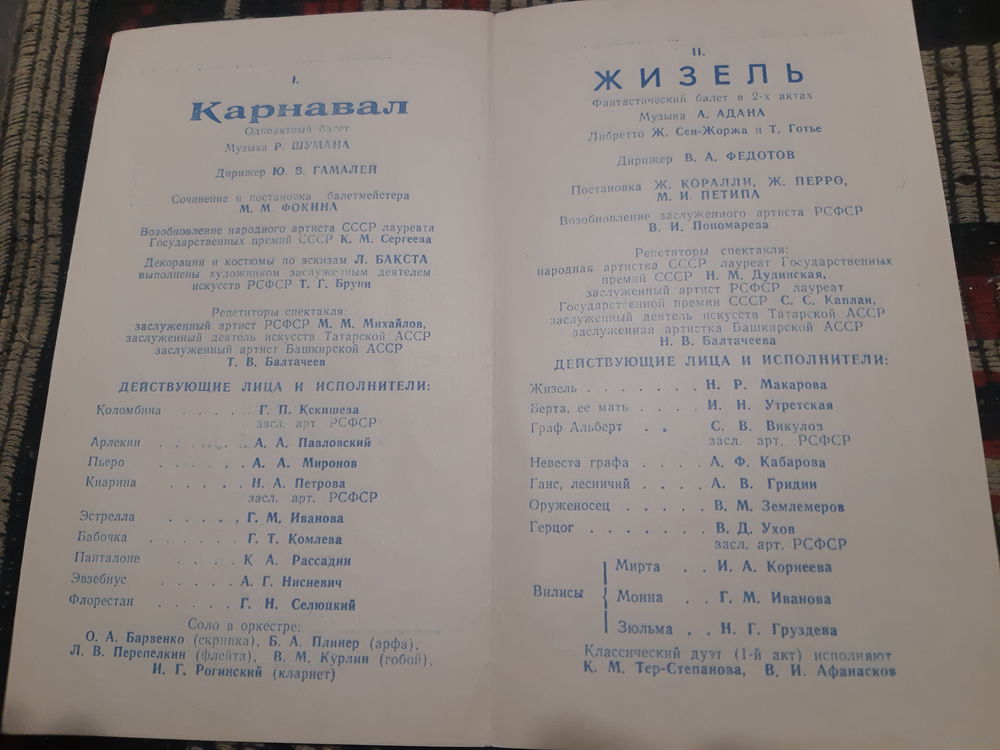 I.
Карнавал
Одноактный балет
Музыка Р. ШУМАНА
Дирижер Ю. В. ГАМАЛЕЙ
Сочинение и постановка балетмейстера
М. М. ФОКИНА
Возобновление народного артиста СССР лауреата
Государственных премий СССР К. М. Сергеева
Декорации и костюмы по эскизам Л. БАКСТА
выполнены художником заслуженным деятелем
искусств РСФСР Т. Г. Бруни
Репетиторы спектакля:
заслуженный артист РСФСР М. М. Михайлов,
заслуженный деятель искусств Татарской АССР
заслуженный артист Башкирской АССР
Т. В. Балтачеев
ДЕЙСТВУЮЩИЕ ЛИЦА И ИСПОЛНИТЕЛИ:
Коломбина . . . . . Г. П. Кекишеза
засл. арт РСФСР
Арлекин . . . . . . А. А. Павловский
Пьеро . . . . . . А. А. Миронов
Киарина . . . . . Н. А. Петрова
засл. арт. РСФСР
Эстрелла . . . . . Г. М. Иванова
Бабочка . . . . . . Г. Т. Комлева
Панталоне . . . . . К А. Рассадин
Эвзебиус . . . . . А. Г. Нисневич
Флорестан . . . . . Г. Н. Селюцкий
Соло в оркестре:
О. А. Барвенко (скрипка), Б. А. Плинер (арфа),
Л. В. Перепелкин (флейта), В. М. Курлин (гобой),
И. Г. Рогинский (кларнет)
II.
ЖИЗЕЛЬ
Фантастический балет в 2-х актах
Музыка А. АДАНА
Либретто Ж. Сен-Жоржа и Т. Готье
Дирижер В. А. ФЕДОТОВ
Постановка Ж. КОРАЛЛИ, Ж. ПЕРРО,
М. И. ПЕТИПА
Возобновление заслуженного артиста РСФСР
В. И. Пономарева
Репетиторы спектакля:
народная артистка СССР лауреат Государственных
премий СССР Н. М. Дудинская,
заслуженный артист РСФСР лауреат
Государственной премии СССР С. С. Каплан,
заслуженный деятель искусств Татарской АССР
заслуженная артистка Башкирской АССР
Н. В. Балтачеева
ДЕЙСТВУЮЩИЕ ЛИЦА И ИСПОЛНИТЕЛИ:
Жизель . . . . . . . Н. Р. Макарова
Берта, ее мать . . . . И. Н. Утретская
Граф Альберт . . С. В. Викулоз
засл. арт. РСФСР
Невеста графа . . . . А. Ф. Кабарова
Ганс, лесничий . . . . А. В. Гридин
Оруженосец . . . . . В. М. Землемеров
Герцог . . . . . . . В. Д. Ухов
засл. арт. РСФСР
Вилисы
Мирта . . И. А. Корнеева
Монна . . Г. М. Иванова
Зюльма . . Н. Г. Груздева
Классический дуэт (1-й акт) исполняют
К. М. Тер-Степанова, В. И. Афанасков